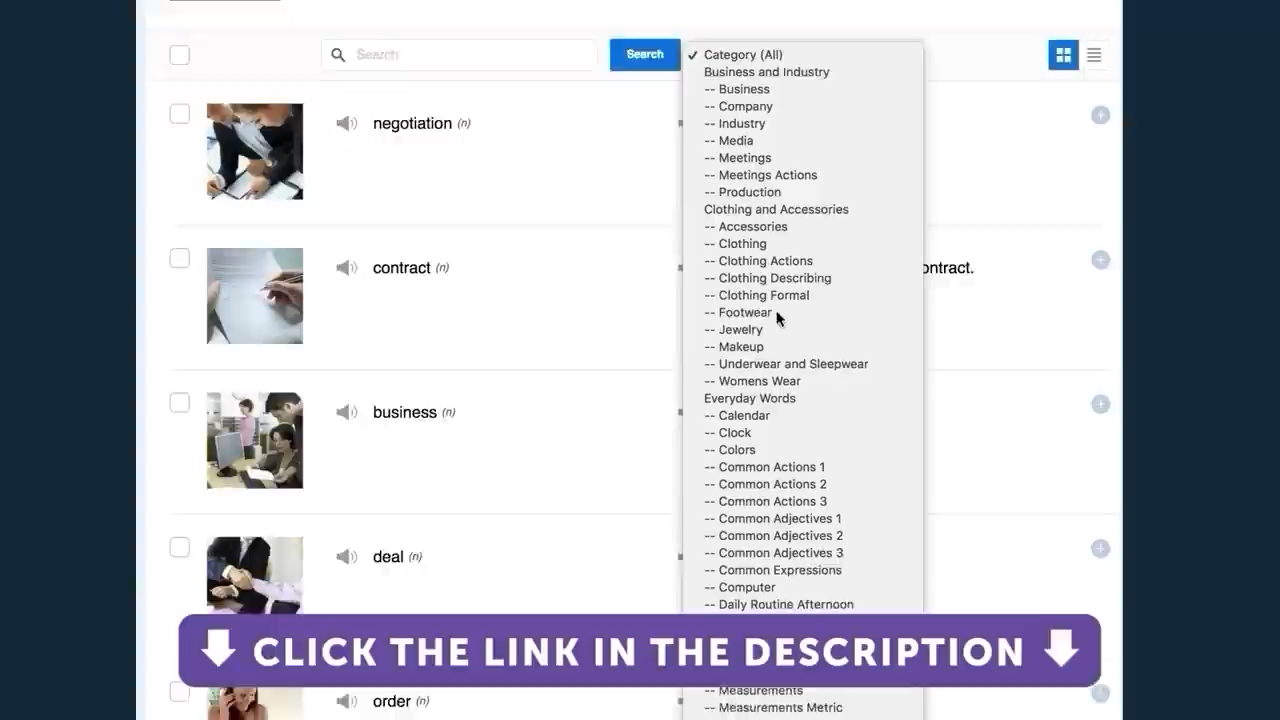 Search
Search
✓ Category (All)
Business and Industry
-- Business
-- Company
-- Industry
-- Media
-- Meetings
-- Meetings Actions
-- Production
Clothing and Accessories
-- Accessories
-- Clothing
-- Clothing Actions
-- Clothing Describing
-- Clothing Formal
-- Footwear
-- Jewelry
-- Makeup
-- Underwear and Sleepwear
-- Womens Wear
Everyday Words
-- Calendar
-- Clock
-- Colors
-- Common Actions 1
-- Common Actions 2
-- Common Actions 3
-- Common Adjectives 1
-- Common Adjectives 2
-- Common Adjectives 3
-- Common Expressions
-- Computer
-- Daily Routine Afternoon
-- Measurements
-- Measurements Metric
negotiation (n)
contract (n)
ontract.
business (n)
deal (n)
order (n)
CLICK THE LINK IN THE DESCRIPTION